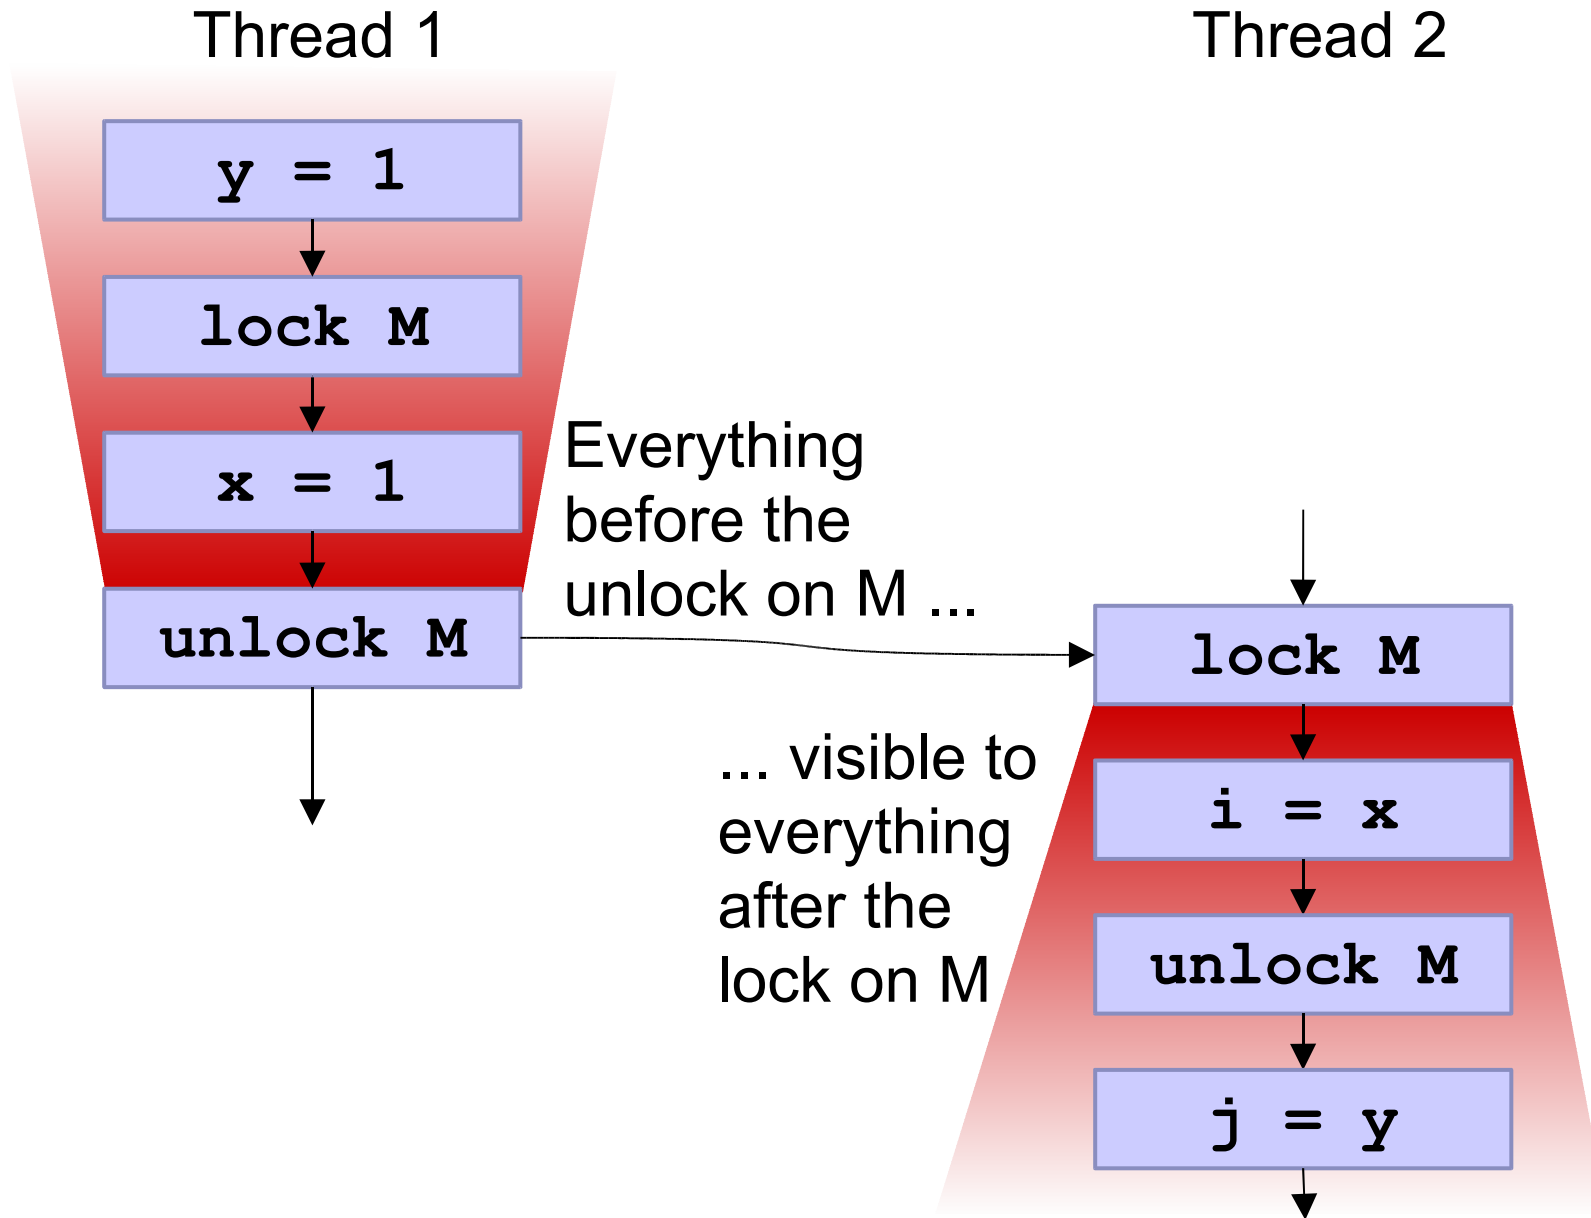 Thread 1
Thread 2
y = 1
lock M
x = 1
unlock M
Everything
before the
unlock on M ...
lock M
... visible to
everything
after the
lock on M
i = x
unlock M
j = y